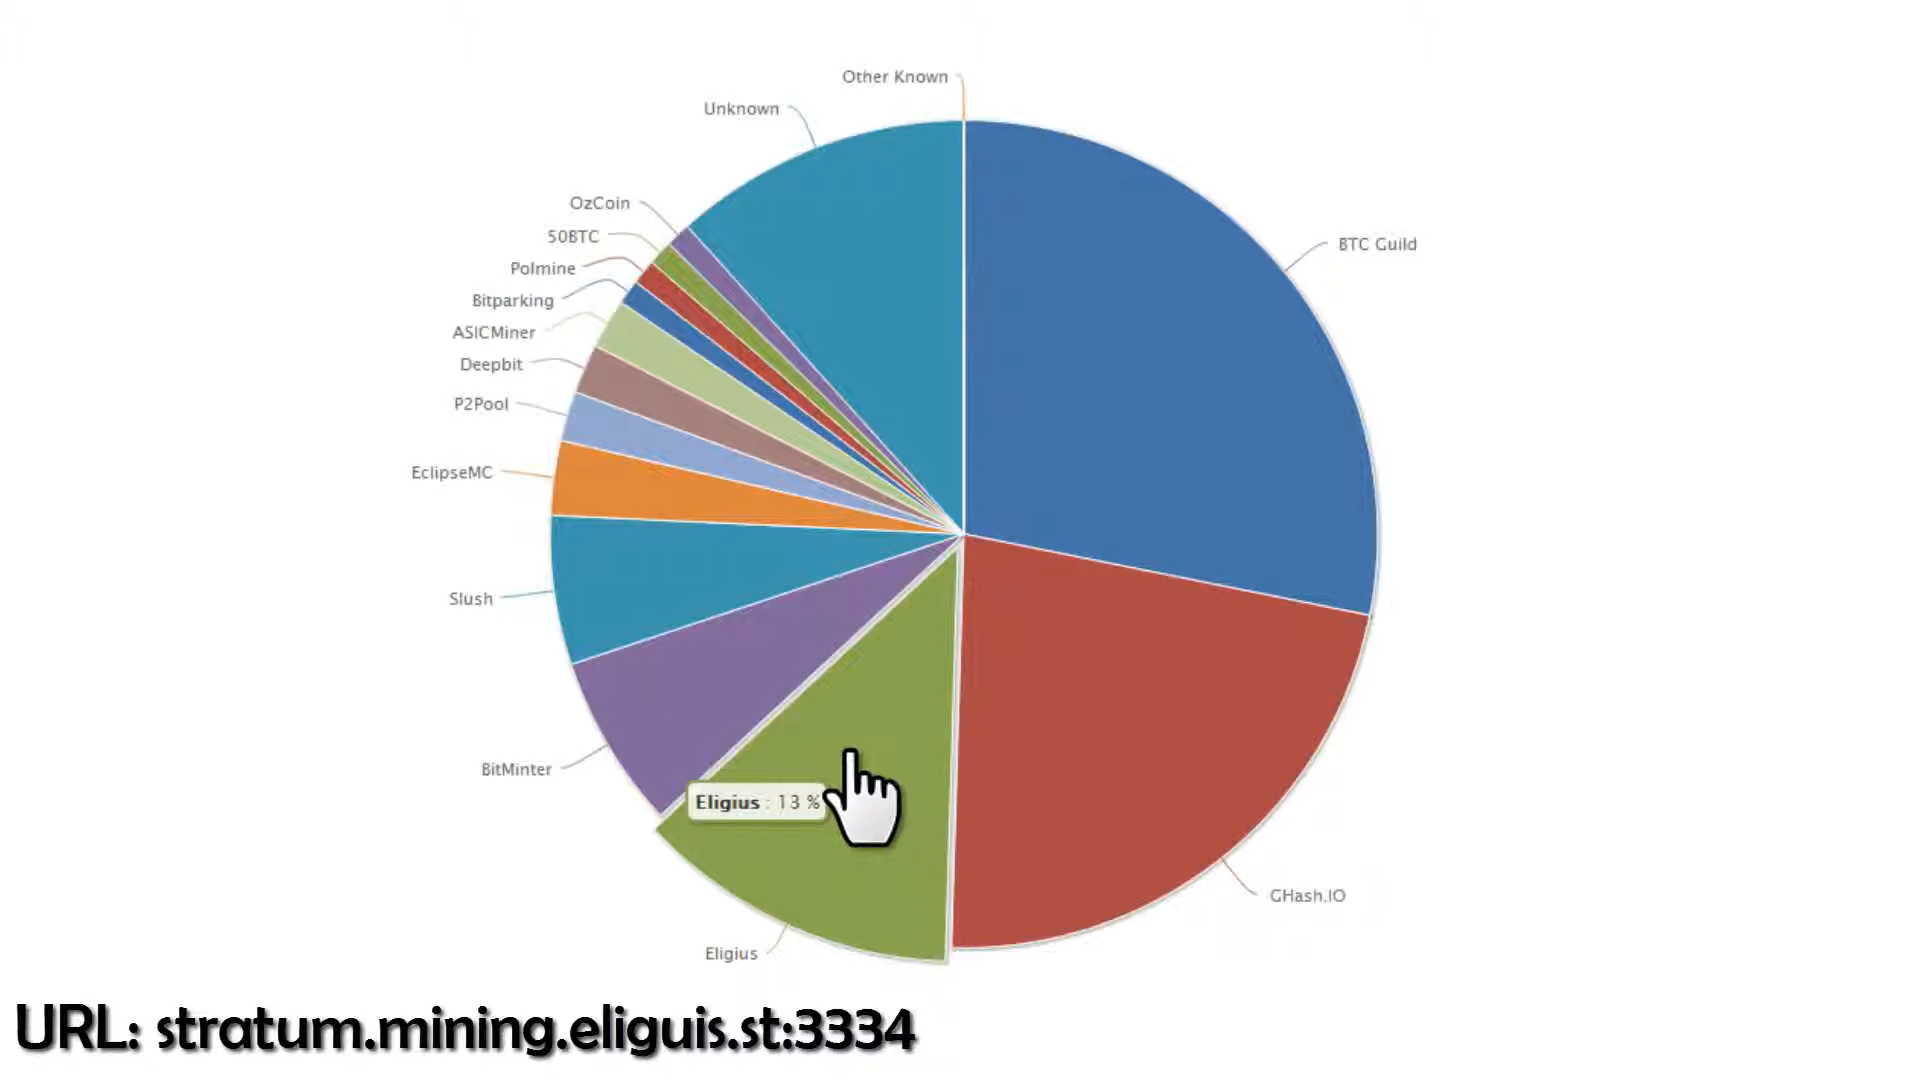 Other Known
Unknown
OzCoin
50BTC
Polmine
Bitparking
ASICMiner
Deepbit
P2Pool
EclipseMC
Slush
BitMinter
Eligius
BTC Guild
GHash.IO
Eligius : 13 %
URL: stratum.mining.eliguis.st:3334